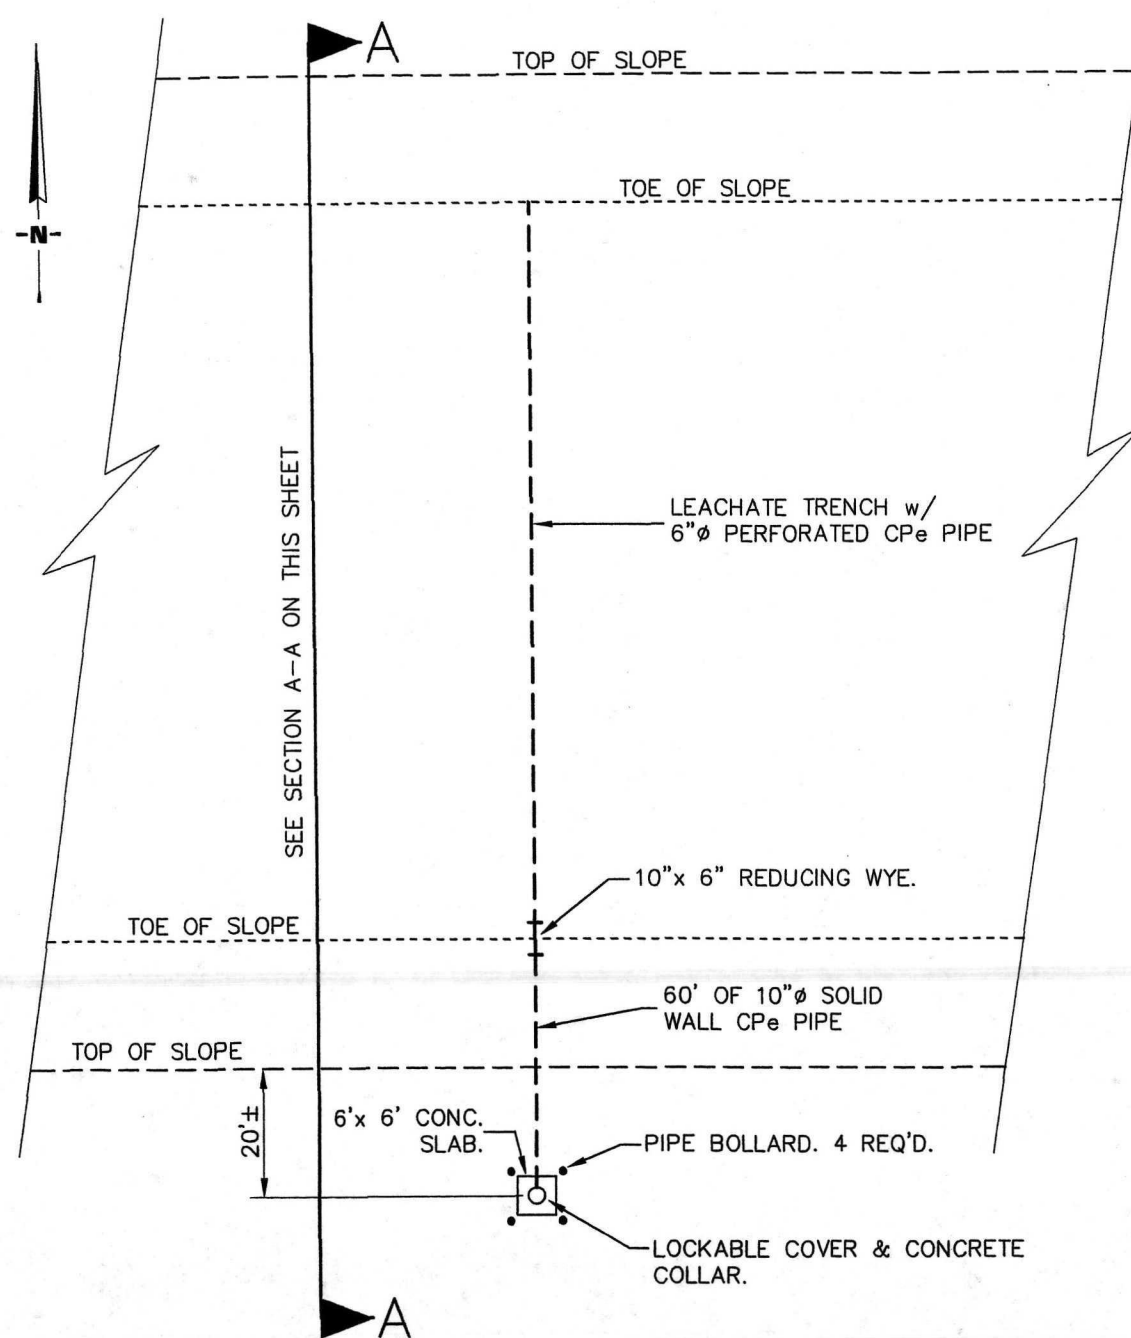 A
TOP OF SLOPE
TOE OF SLOPE
-N-
SEE SECTION A-A ON THIS SHEET
LEACHATE TRENCH w/
6"ø PERFORATED CPe PIPE
10"x 6" REDUCING WYE.
TOE OF SLOPE
60' OF 10"ø SOLID
WALL CPe PIPE
TOP OF SLOPE
20'±
6'x 6' CONC.
SLAB.
PIPE BOLLARD. 4 REQ'D.
LOCKABLE COVER & CONCRETE
COLLAR.
A